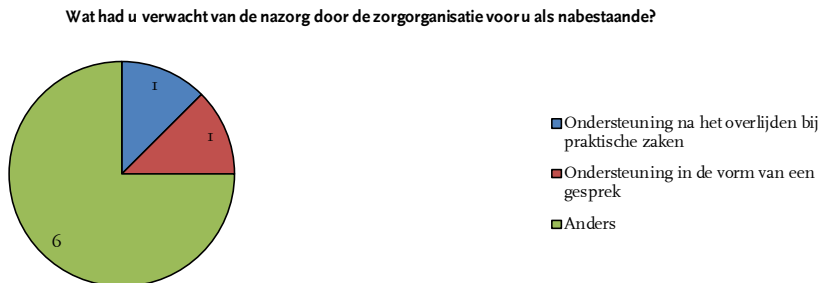 Wat had u verwacht van de nazorg door de zorgorganisatie voor u als nabestaande?
1
1
6
Ondersteuning na het overlijden bij
praktische zaken
Ondersteuning in de vorm van een
gesprek
Anders